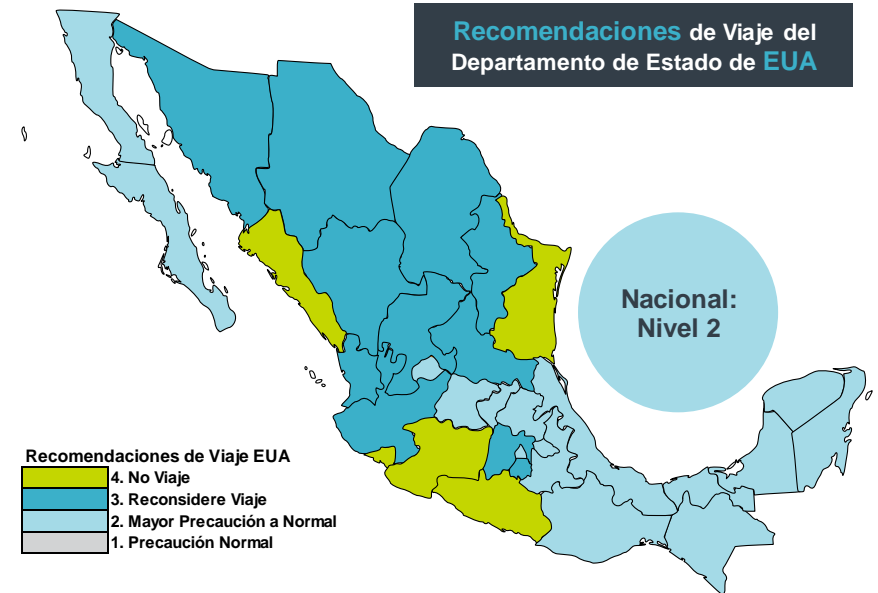 Recomendaciones de Viaje del
Departamento de Estado de EUA
Nacional:
Nivel 2
Recomendaciones de Viaje EUA
4. No Viaje
3. Reconsidere Viaje
2. Mayor Precaución a Normal
1. Precaución Normal